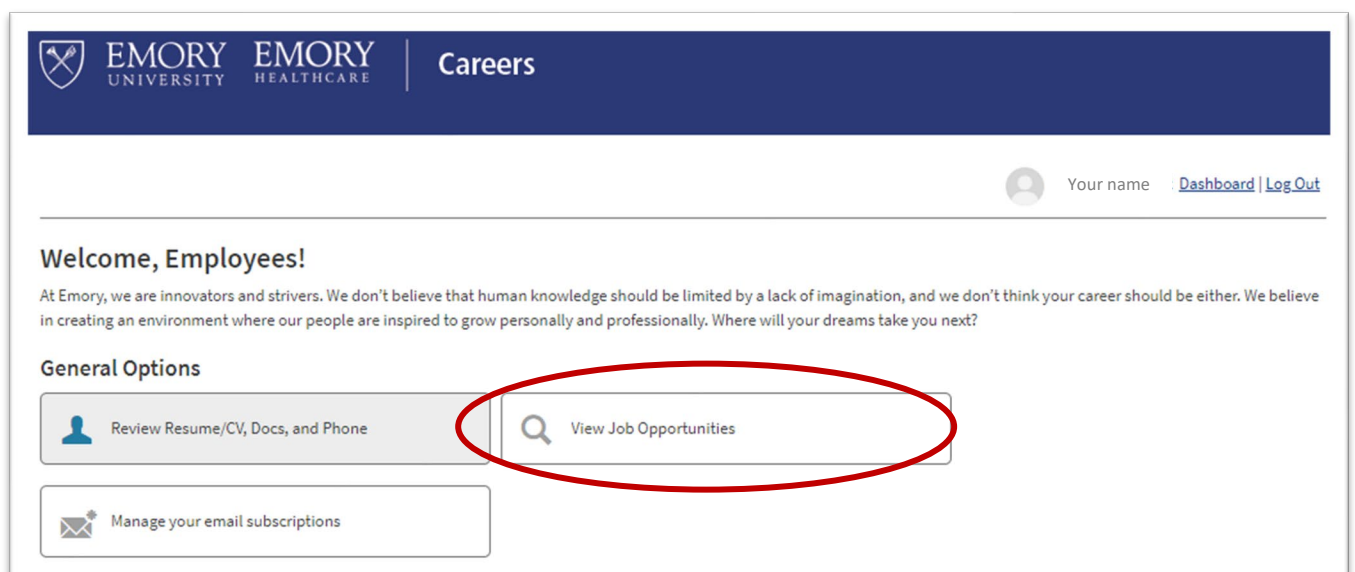 EMORY UNIVERSITY EMORY HEALTHCARE Careers
Your name Dashboard | Log Out
Welcome, Employees!
At Emory, we are innovators and strivers. We don't believe that human knowledge should be limited by a lack of imagination, and we don't think your career should be either. We believe
in creating an environment where our people are inspired to grow personally and professionally. Where will your dreams take you next?
General Options
Review Resume/CV, Docs, and Phone
View Job Opportunities
Manage your email subscriptions